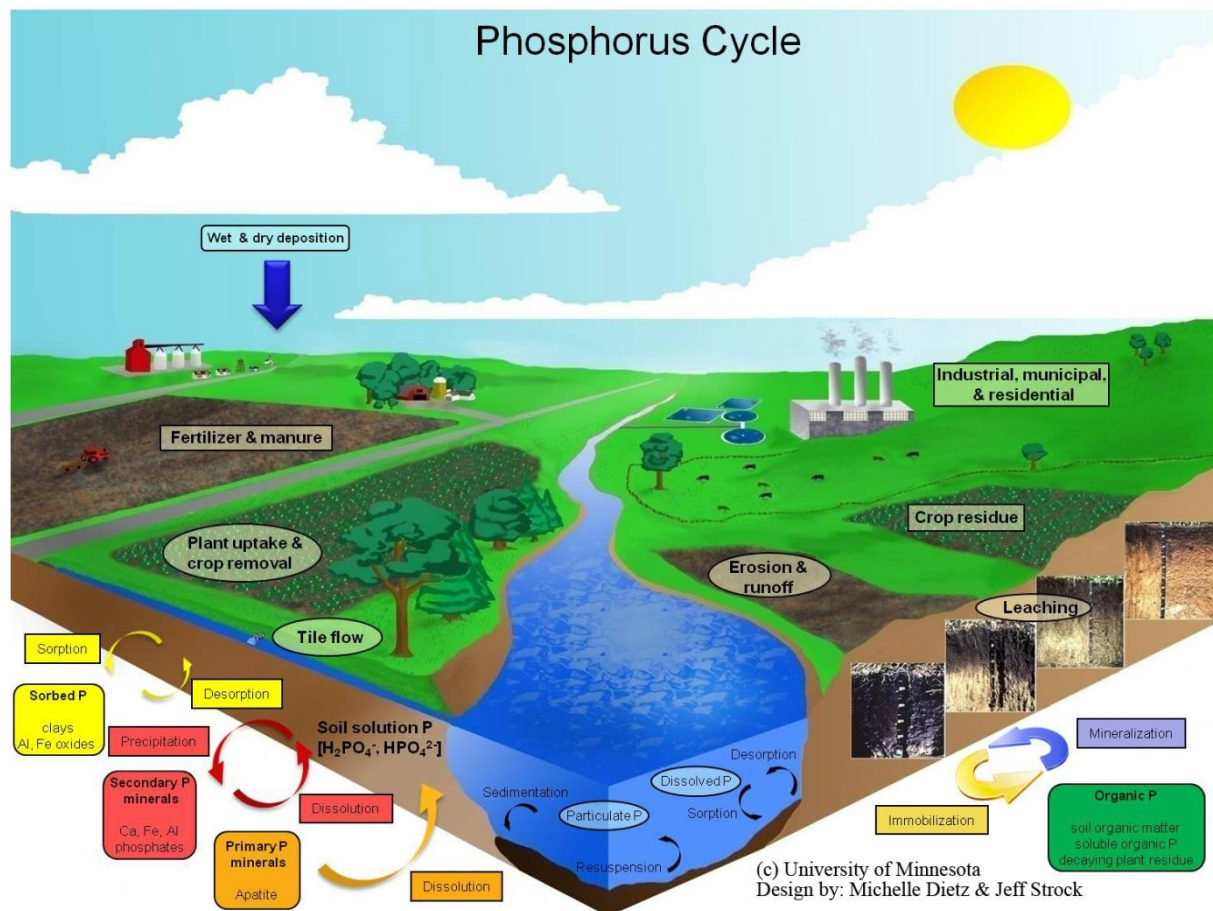 Phosphorus Cycle
Wet & dry deposition
Industrial, municipal,
& residential
Fertilizer & manure
Crop residue
Plant uptake &
crop removal
Erosion &
runoff
Leaching
Tile flow
Sorption
Desorption
Sorbed P
clays
Al, Fe oxides
Precipitation
Soil solution P
[H₂PO₄⁻, HPO₄²⁻]
Dissolution
Secondary P
minerals
Ca, Fe, Al
phosphates
Primary P
minerals
Apatite
Dissolution
Sedimentation
Particulate P
Resuspension
Dissolved P
Desorption
Sorption
Mineralization
Immobilization
Organic P
soil organic matter
soluble organic P
decaying plant residue
(c) University of Minnesota
Design by: Michelle Dietz & Jeff Strock